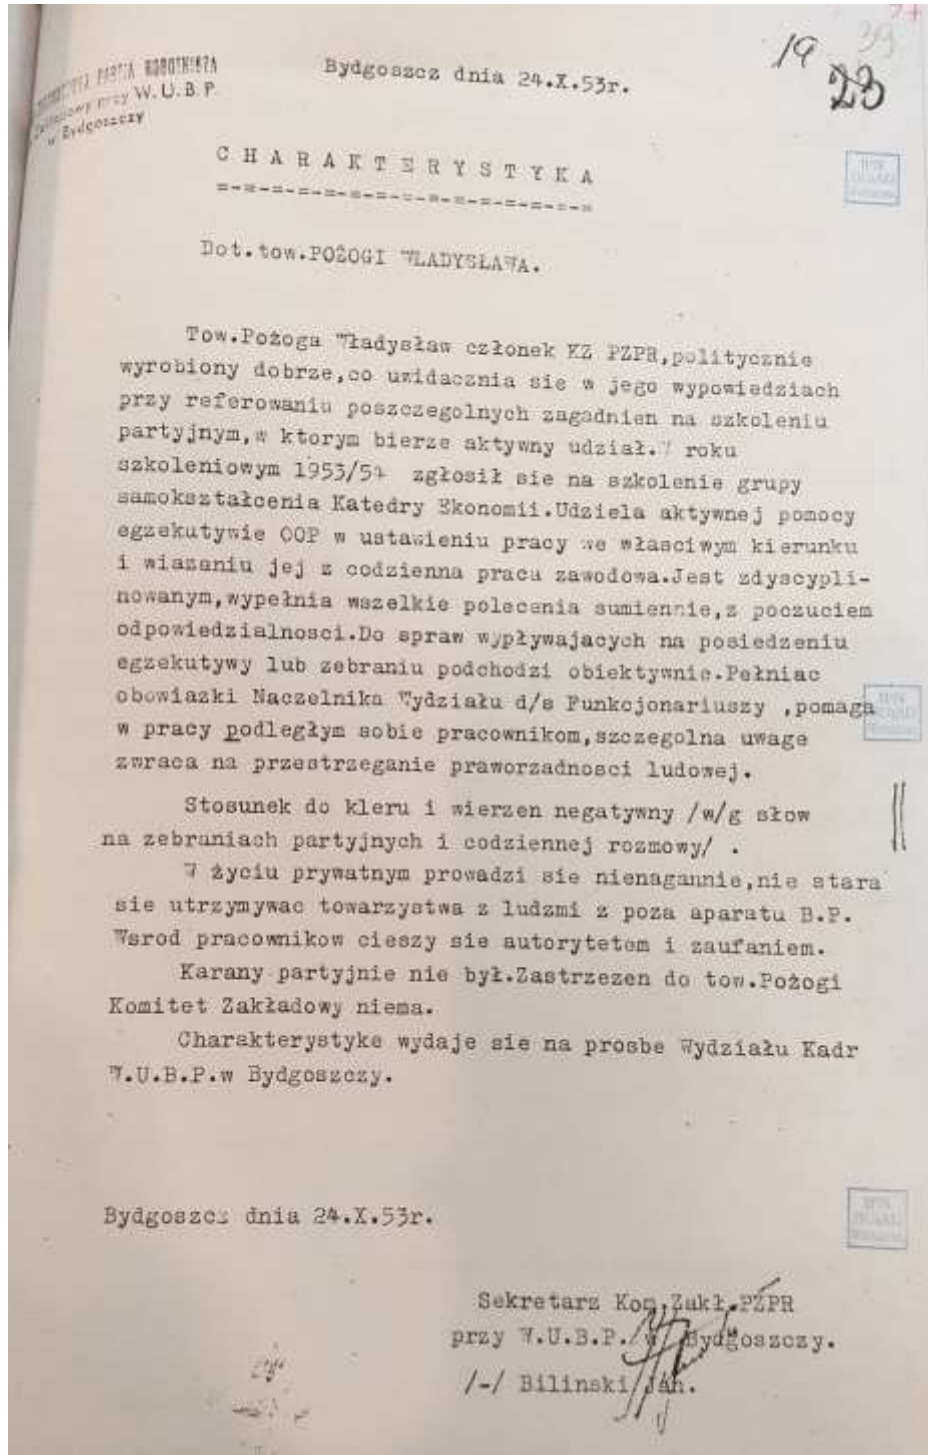 PARTIA ROBOTNICZA
Zakładowy przy W.U.B.P.
w Bydgoszczy
Bydgoszcz dnia 24.X.53r.
19
39
23
C H A R A K T E R Y S T Y K A
=-=-=-=-=-=-=-=-=-=-=-=-=-=-=
Dot.tow.POŻOGI WŁADYSŁAWA.
Tow.Pożoga Władysław członek KZ PZPR,politycznie
wyrobiony dobrze,co uwidacznia sie w jego wypowiedziach
przy referowaniu poszczegolnych zagadnien na szkoleniu
partyjnym,w ktorym bierze aktywny udział.W roku
szkoleniowym 1953/54 zgłosił sie na szkolenie grupy
samokształcenia Katedry Ekonomii.Udziela aktywnej pomocy
egzekutywie OOP w ustawieniu pracy we własciwym kierunku
i wiazaniu jej z codzienna praca zawodowa.Jest zdyscypli-
nowanym,wypełnia wszelkie polecenia sumiennie,z poczuciem
odpowiedzialnosci.Do spraw wypływajacych na posiedzeniu
egzekutywy lub zebraniu podchodzi obiektywnie.Pełniac
obowiazki Naczelnika Wydziału d/s Funkcjonariuszy ,pomaga
w pracy podległym sobie pracownikom,szczegolna uwage
zwraca na przestrzeganie praworzadnosci ludowej.
Stosunek do kleru i wierzen negatywny /w/g słow
na zebraniach partyjnych i codziennej rozmowy/ .
W życiu prywatnym prowadzi sie nienagannie,nie stara
sie utrzymywac towarzystwa z ludzmi z poza aparatu B.P.
Wsrod pracownikow cieszy sie autorytetem i zaufaniem.
Karany partyjnie nie był.Zastrzezen do tow.Pożogi
Komitet Zakładowy niema.
Charakterystyke wydaje sie na prosbe Wydziału Kadr
W.U.B.P.w Bydgoszczy.
Bydgoszcz dnia 24.X.53r.
Sekretarz Kom.Zakł.PZPR
przy W.U.B.P. w Bydgoszczy.
/-/ Bilinski Jan.